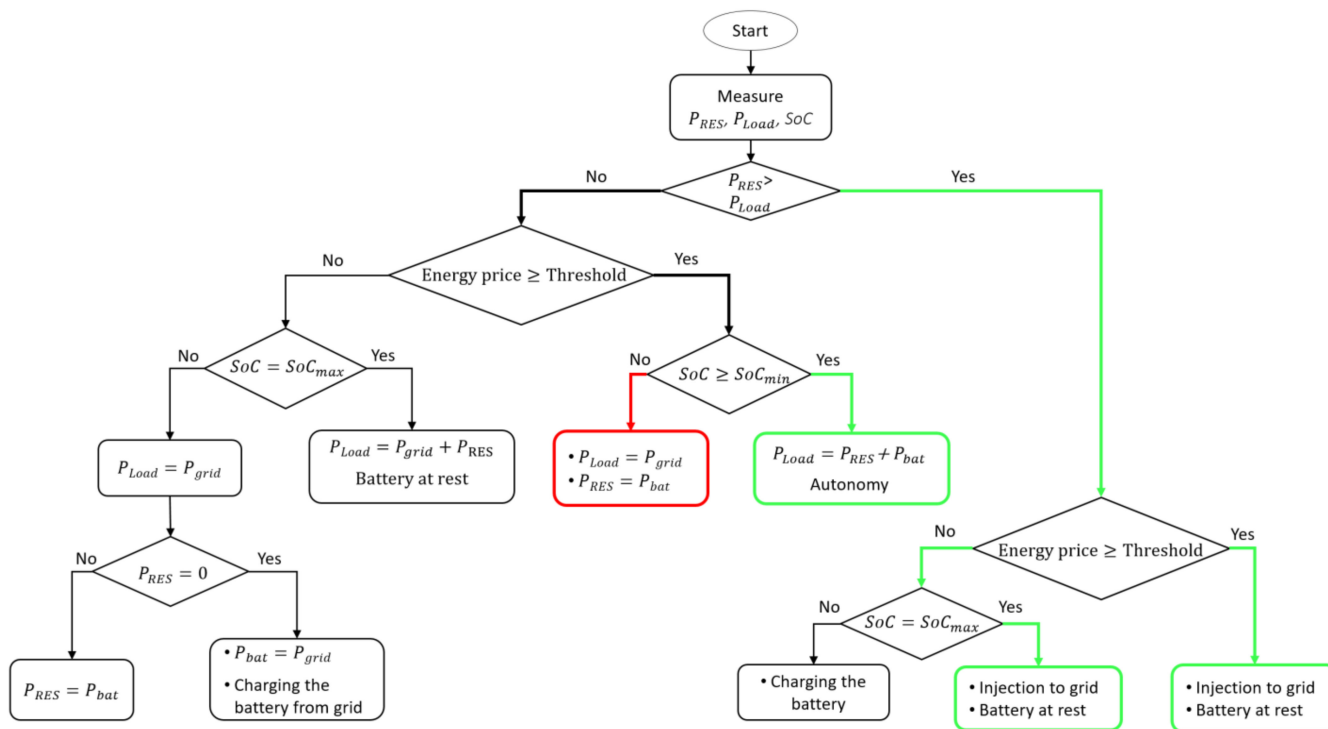 Start
Measure
P_RES, P_Load, SoC
P_RES>
P_Load
No
Yes
Energy price ≥ Threshold
No
Yes
SoC = SoC_max
No
Yes
SoC ≥ SoC_min
No
Yes
P_Load = P_grid
P_Load = P_grid + P_RES
Battery at rest
• P_Load = P_grid
• P_RES = P_bat
P_Load = P_RES + P_bat
Autonomy
P_RES = 0
No
Yes
P_RES = P_bat
• P_bat = P_grid
• Charging the
battery from grid
Energy price ≥ Threshold
No
Yes
SoC = SoC_max
No
Yes
• Charging the
battery
• Injection to grid
• Battery at rest
• Injection to grid
• Battery at rest